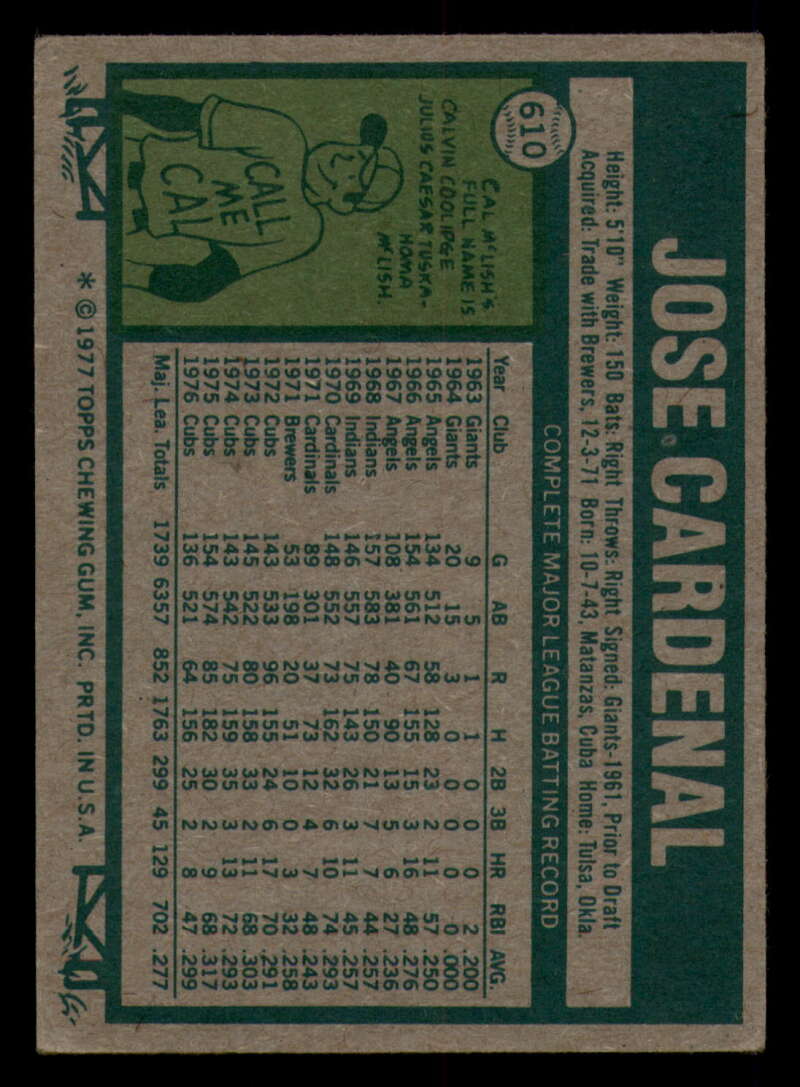 610
JOSE CARDENAL
Height: 5'10" Weight: 150 Bats: Right Throws: Right Signed: Giants-1961, Prior to Draft
Acquired: Trade with Brewers, 12-3-71 Born: 10-7-43, Matanzas, Cuba Home: Tulsa, Okla.
COMPLETE MAJOR LEAGUE BATTING RECORD
CAL McLISH'S
FULL NAME IS
CALVIN COOLIDGE
JULIUS CAESAR TUSKA-
HOMA
McLISH.
CALL
ME
CAL
Year Club G AB R H 2B 3B HR RBI AVG.
1963 Giants 9 5 1 1 0 0 0 2 .200
1964 Giants 20 15 3 0 0 0 0 0 .000
1965 Angels 134 512 58 128 23 2 11 57 .250
1966 Angels 154 561 67 155 15 3 16 48 .276
1967 Angels 108 381 40 90 13 5 6 27 .236
1968 Indians 157 583 78 150 21 7 7 44 .257
1969 Indians 146 557 75 143 26 3 11 45 .257
1970 Cardinals 148 552 73 162 32 6 10 74 .293
1971 Cardinals 89 301 37 73 12 4 7 48 .243
1971 Brewers 53 198 20 51 10 0 3 32 .258
1972 Cubs 143 533 96 155 24 6 17 70 .291
1973 Cubs 145 522 80 158 33 2 11 68 .303
1974 Cubs 143 542 75 159 35 3 13 72 .293
1975 Cubs 154 574 85 182 30 2 9 68 .317
1976 Cubs 136 521 64 156 25 2 8 47 .299
Maj. Lea. Totals 1739 6357 852 1763 299 45 129 702 .277
* © 1977 TOPPS CHEWING GUM, INC. PRTD. IN U.S.A.